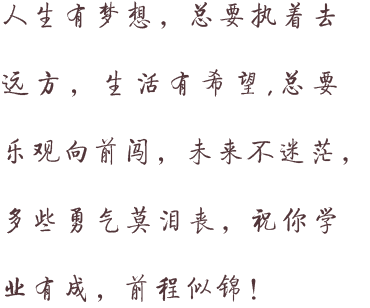 人生有梦想，总要执着去
远方，生活有希望,总要
乐观向前闯，未来不迷茫，
多些勇气莫泪丧，祝你学
业有成，前程似锦!